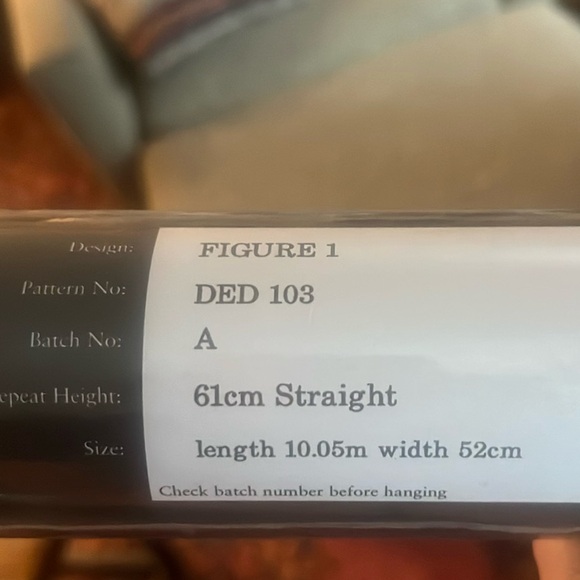 Design: FIGURE 1
Pattern No: DED 103
Batch No: A
epeat Height: 61cm Straight
Size: length 10.05m width 52cm
Check batch number before hanging